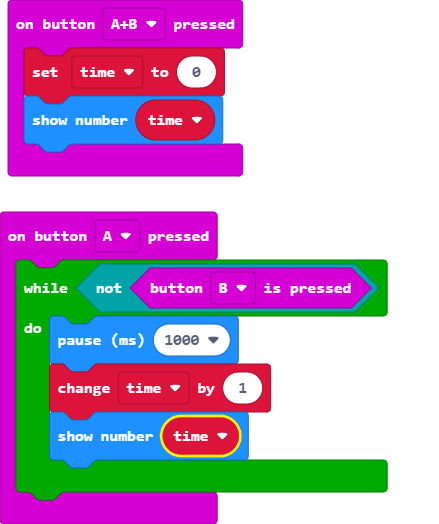 on button A+B pressed
set time to 0
show number time
on button A pressed
while not button B is pressed
do
pause (ms) 1000
change time by 1
show number time